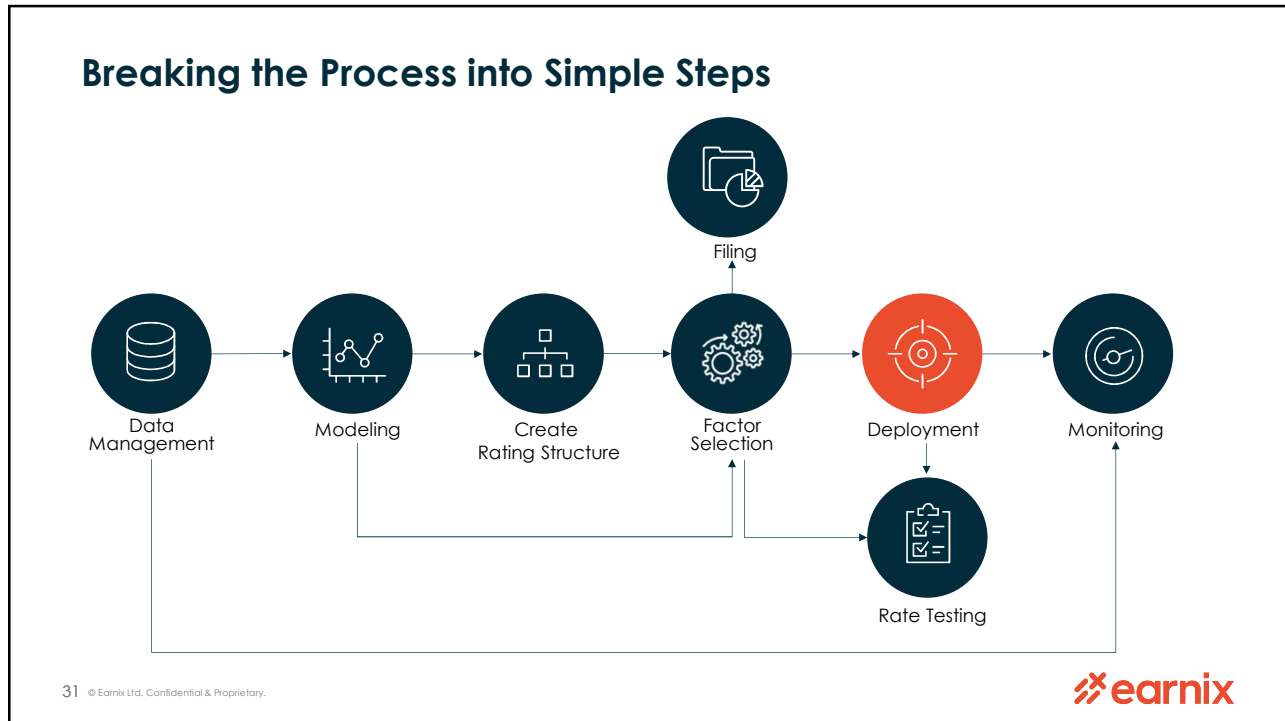 Breaking the Process into Simple Steps
Filing
Data
Management
Modeling
Create
Rating Structure
Factor
Selection
Deployment
Monitoring
Rate Testing
31 © Earnix Ltd. Confidential & Proprietary.
earnix